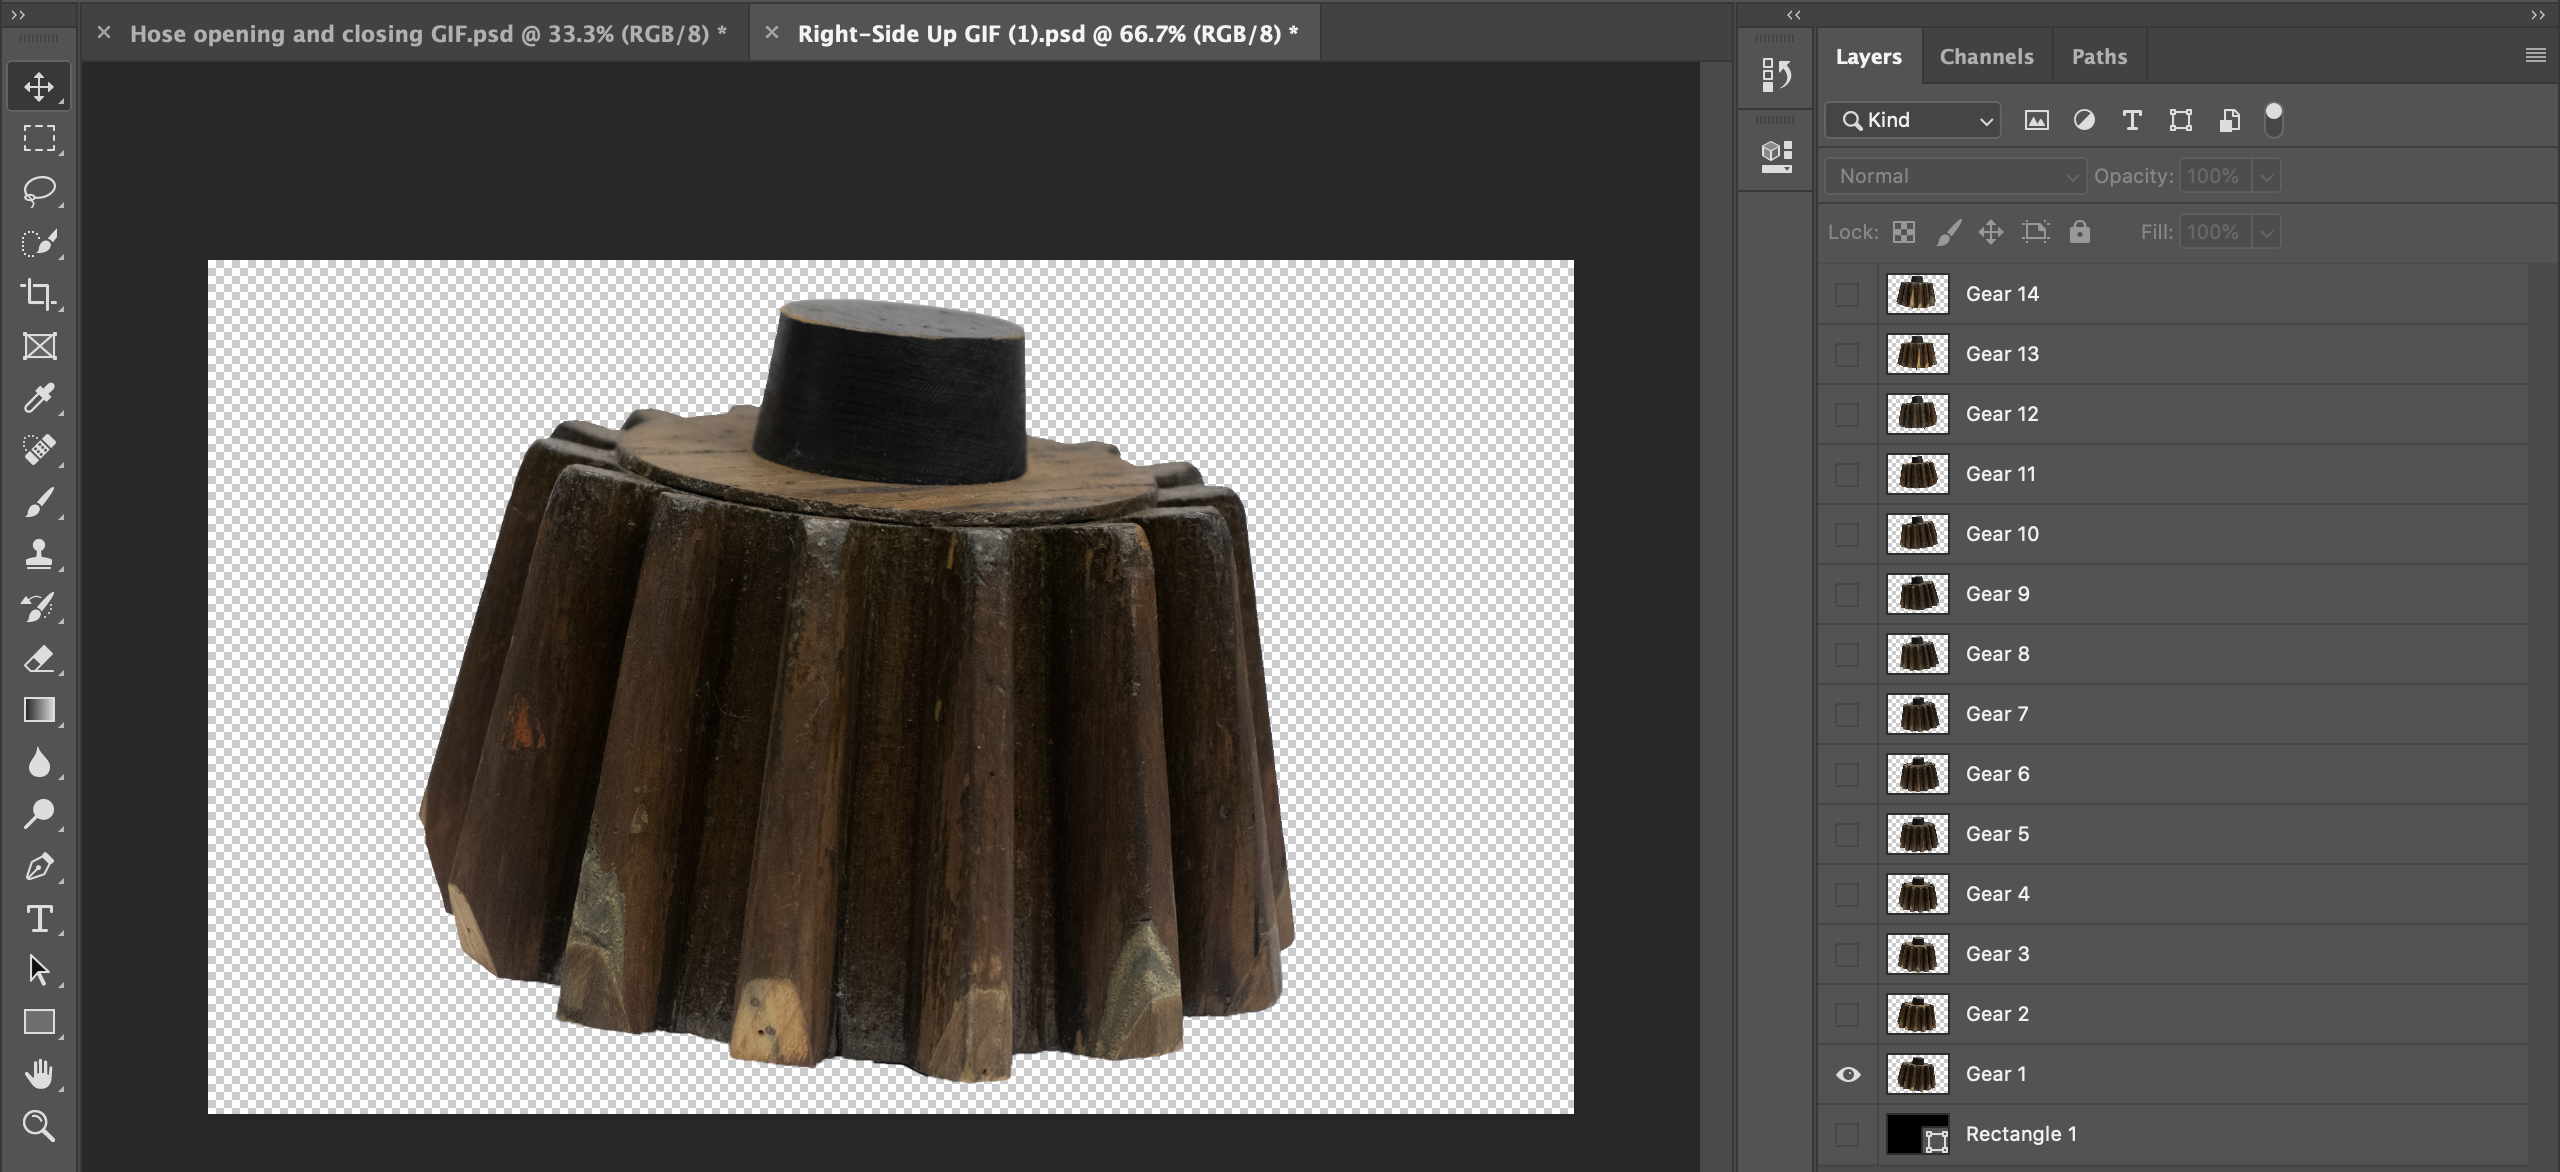 Hose opening and closing GIF.psd @ 33.3% (RGB/8) *
Right-Side Up GIF (1).psd @ 66.7% (RGB/8) *
Layers
Channels
Paths
Kind
Normal
Opacity: 100%
Lock:
Fill: 100%
Gear 14
Gear 13
Gear 12
Gear 11
Gear 10
Gear 9
Gear 8
Gear 7
Gear 6
Gear 5
Gear 4
Gear 3
Gear 2
Gear 1
Rectangle 1